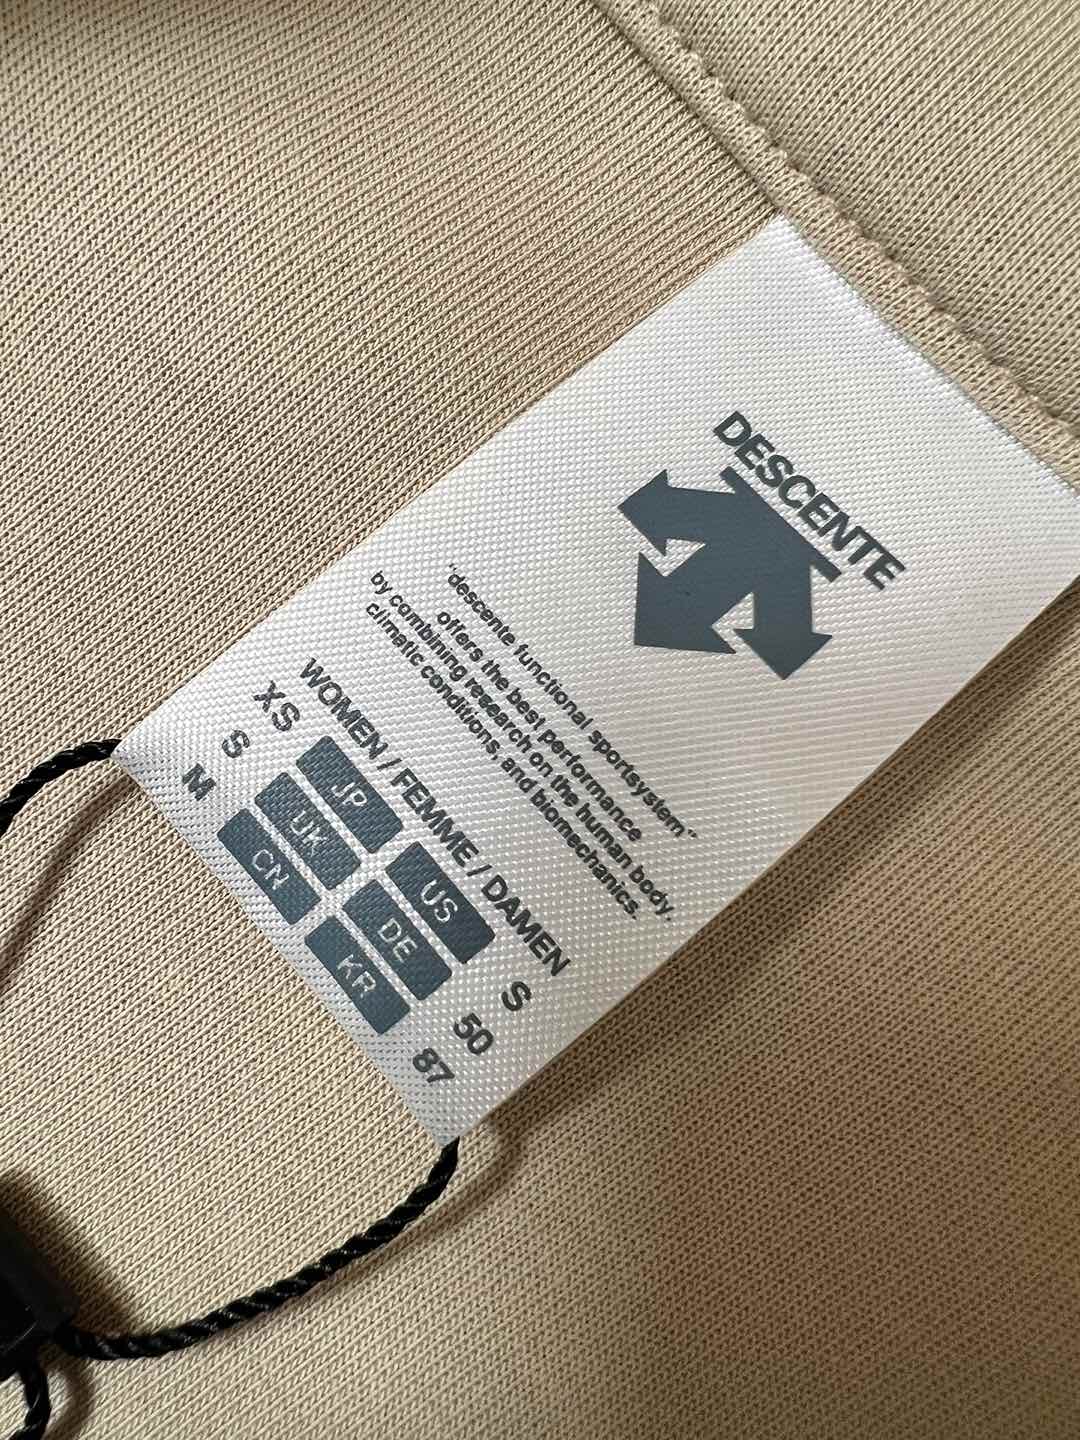 DESCENTE
"descente functional sportsystem"
offers the best performance
by combining research on the human body,
climatic conditions, and biomechanics.
WOMEN / FEMME / DAMEN
XS JP US S
S UK DE 50
M CN KR 87